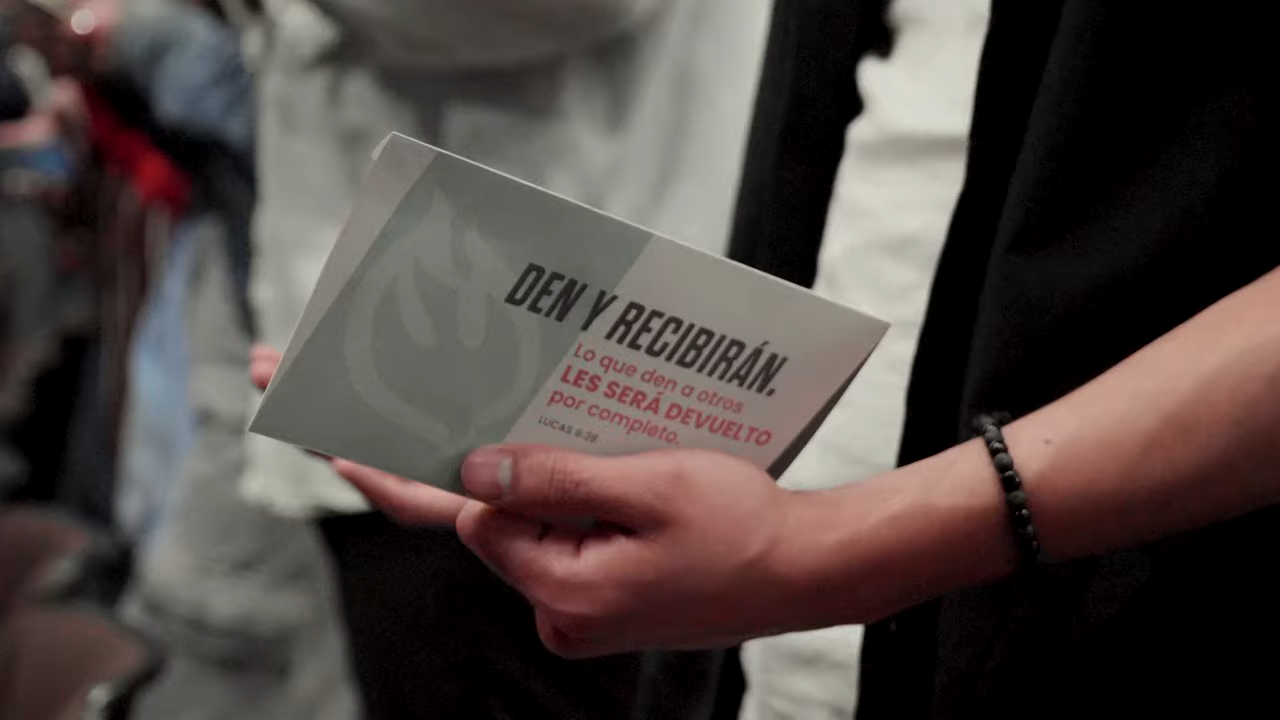 DEN Y RECIBIRÁN.
Lo que den a otros
LES SERÁ DEVUELTO
por completo.
LUCAS 6:38